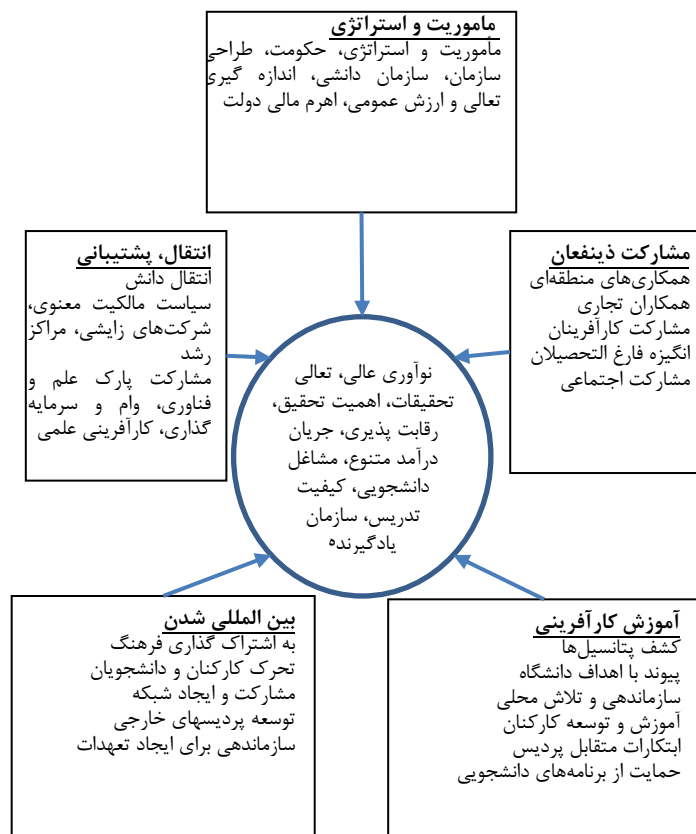 ماموریت و استراتژی
مأموریت و استراتژی، حکومت، طراحی
سازمان، سازمان دانشی، اندازه گیری
تعالی و ارزش عمومی، اهرم مالی دولت
مشارکت ذینفعان
همکاری‌های منطقه‌ای
همکاران تجاری
مشارکت کارآفرینان
انگیزه فارغ التحصیلان
مشارکت اجتماعی
انتقال، پشتیبانی
انتقال دانش
سیاست مالکیت معنوی،
شرکت‌های زایشی، مراکز
رشد
مشارکت پارک علم و
فناوری، وام و سرمایه
گذاری، کارآفرینی علمی
نوآوری عالی، تعالی
تحقیقات، اهمیت تحقیق،
رقابت پذیری، جریان
درآمد متنوع، مشاغل
دانشجویی، کیفیت
تدریس، سازمان
یادگیرنده
آموزش کارآفرینی
کشف پتانسیل‌ها
پیوند با اهداف دانشگاه
سازماندهی و تلاش محلی
آموزش و توسعه کارکنان
ابتکارات متقابل پردیس
حمایت از برنامه‌های دانشجویی
بین المللی شدن
به اشتراک گذاری فرهنگ
تحرک کارکنان و دانشجویان
مشارکت و ایجاد شبکه
توسعه پردیسهای خارجی
سازماندهی برای ایجاد تعهدات